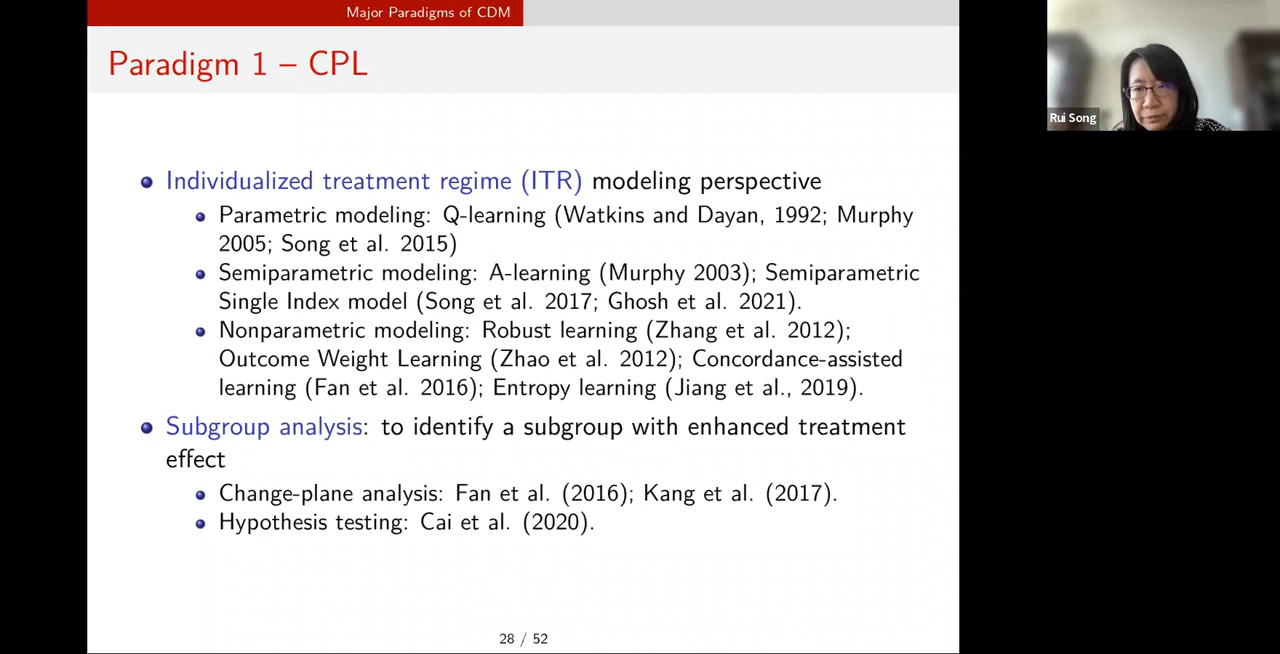 Major Paradigms of CDM
Paradigm 1 – CPL
Rui Song
Individualized treatment regime (ITR) modeling perspective
Parametric modeling: Q-learning (Watkins and Dayan, 1992; Murphy
2005; Song et al. 2015)
Semiparametric modeling: A-learning (Murphy 2003); Semiparametric
Single Index model (Song et al. 2017; Ghosh et al. 2021).
Nonparametric modeling: Robust learning (Zhang et al. 2012);
Outcome Weight Learning (Zhao et al. 2012); Concordance-assisted
learning (Fan et al. 2016); Entropy learning (Jiang et al., 2019).
Subgroup analysis: to identify a subgroup with enhanced treatment
effect
Change-plane analysis: Fan et al. (2016); Kang et al. (2017).
Hypothesis testing: Cai et al. (2020).
28 / 52